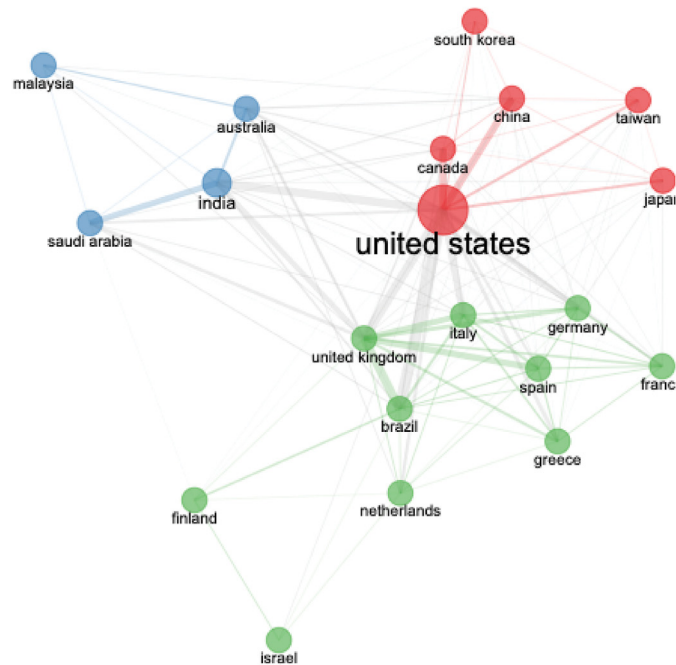 south korea
malaysia
china
taiwan
australia
canada
india
japa
saudi arabia
united states
italy
germany
united kingdom
spain
franc
brazil
greece
finland
netherlands
israel